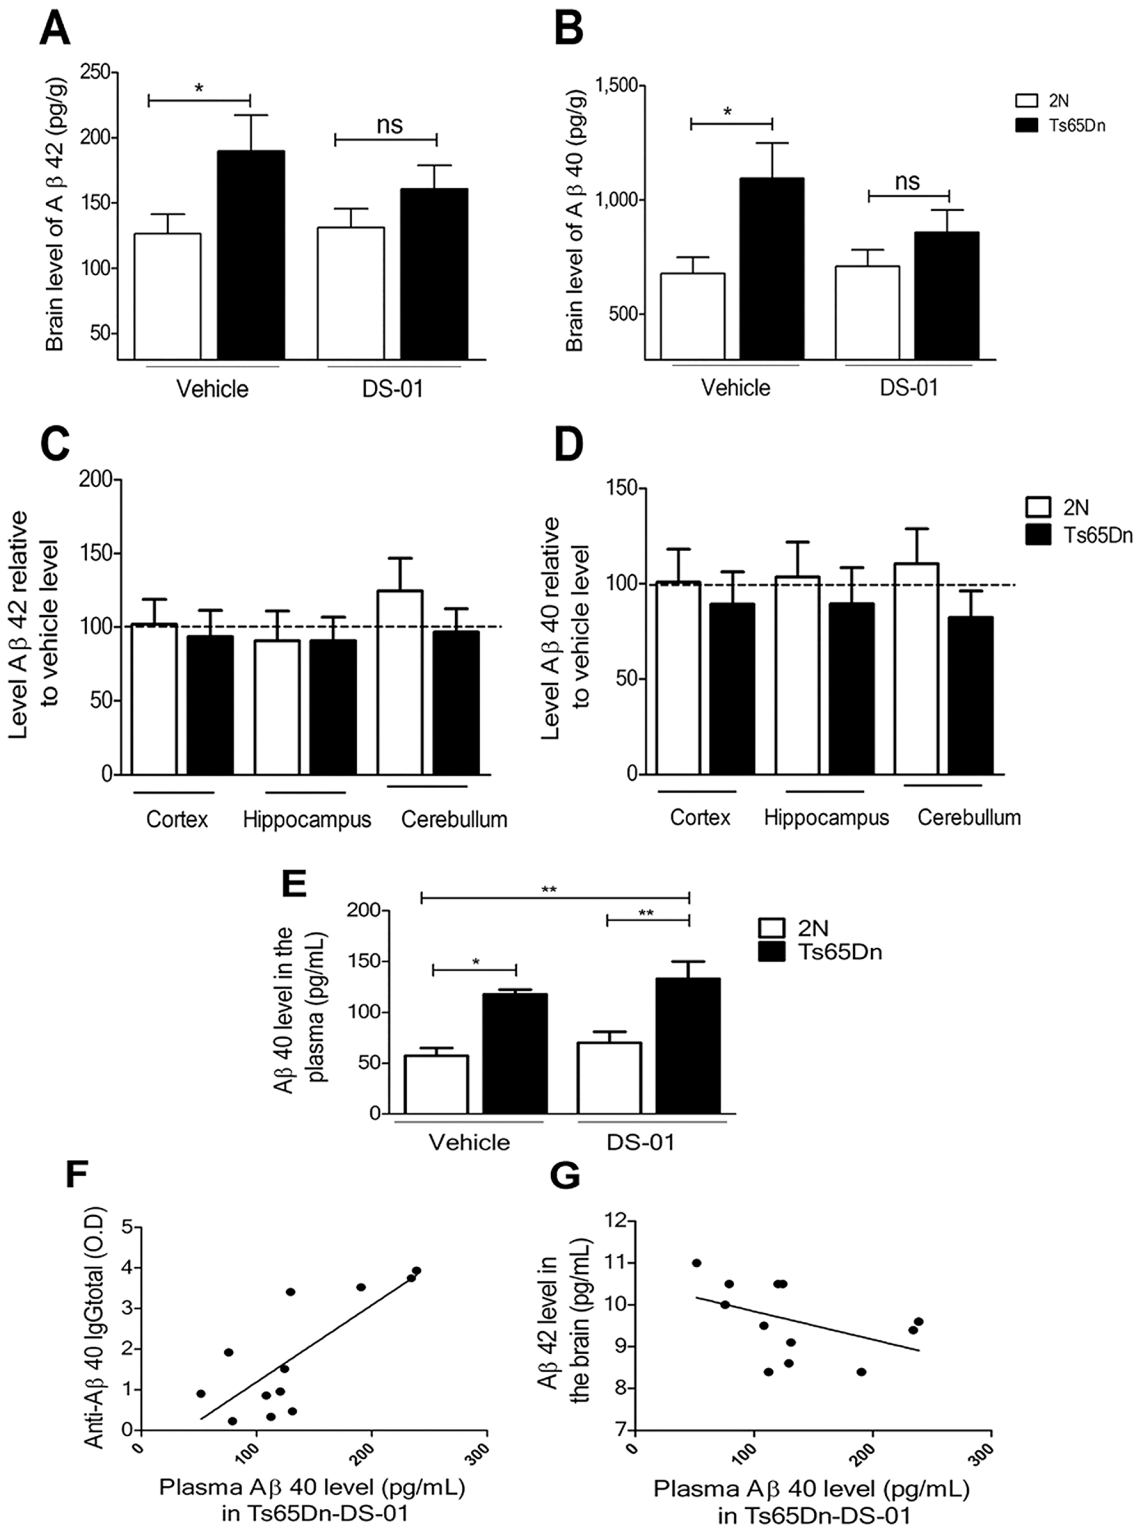 A
Brain level of A β 42 (pg/g)
250
200
150
100
50
*
ns
Vehicle
DS-01
B
Brain level of A β 40 (pg/g)
1,500
1,000
500
*
ns
Vehicle
DS-01
2N
Ts65Dn
C
Level Aβ 42 relative
to vehicle level
200
150
100
50
0
Cortex
Hippocampus
Cerebullum
D
Level Aβ 40 relative
to vehicle level
150
100
50
0
Cortex
Hippocampus
Cerebullum
2N
Ts65Dn
E
Aβ 40 level in the
plasma (pg/mL)
200
150
100
50
0
**
**
*
Vehicle
DS-01
2N
Ts65Dn
F
Anti-Aβ 40 IgGtotal (O.D)
5
4
3
2
1
0
0
100
200
300
Plasma Aβ 40 level (pg/mL)
in Ts65Dn-DS-01
G
Aβ 42 level in
the brain (pg/mL)
12
11
10
9
8
7
0
100
200
300
Plasma Aβ 40 level (pg/mL)
in Ts65Dn-DS-01